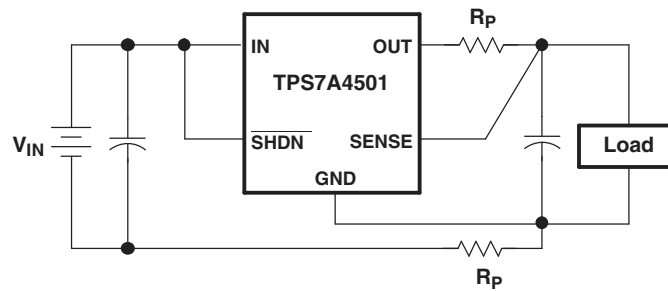 R_P
IN
OUT
TPS7A4501
V_IN
SHDN
SENSE
Load
GND
R_P